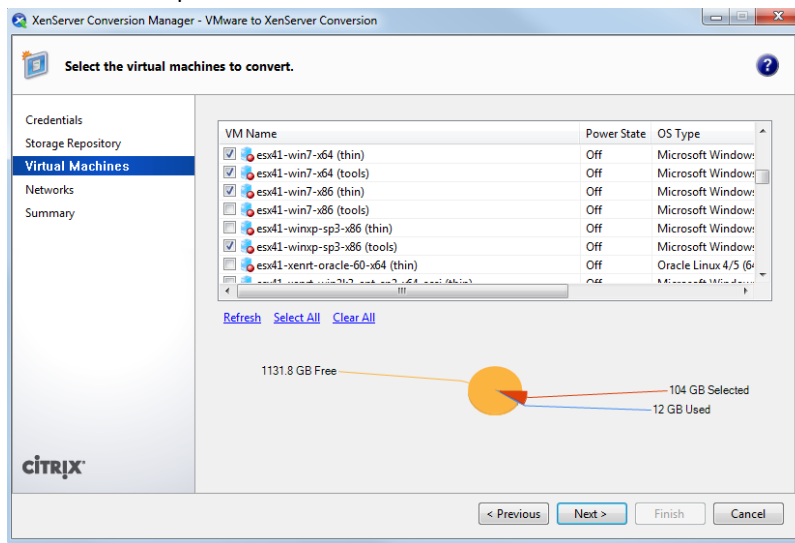 XenServer Conversion Manager - VMware to XenServer Conversion
Select the virtual machines to convert.
Credentials
Storage Repository
Virtual Machines
Networks
Summary
VM Name Power State OS Type
esx41-win7-x64 (thin) Off Microsoft Window
esx41-win7-x64 (tools) Off Microsoft Window
esx41-win7-x86 (thin) Off Microsoft Window
esx41-win7-x86 (tools) Off Microsoft Window
esx41-winxp-sp3-x86 (thin) Off Microsoft Window
esx41-winxp-sp3-x86 (tools) Off Microsoft Window
esx41-xenrt-oracle-60-x64 (thin) Off Oracle Linux 4/5 (64
Refresh Select All Clear All
1131.8 GB Free
104 GB Selected
12 GB Used
CİTRIX
< Previous Next > Finish Cancel